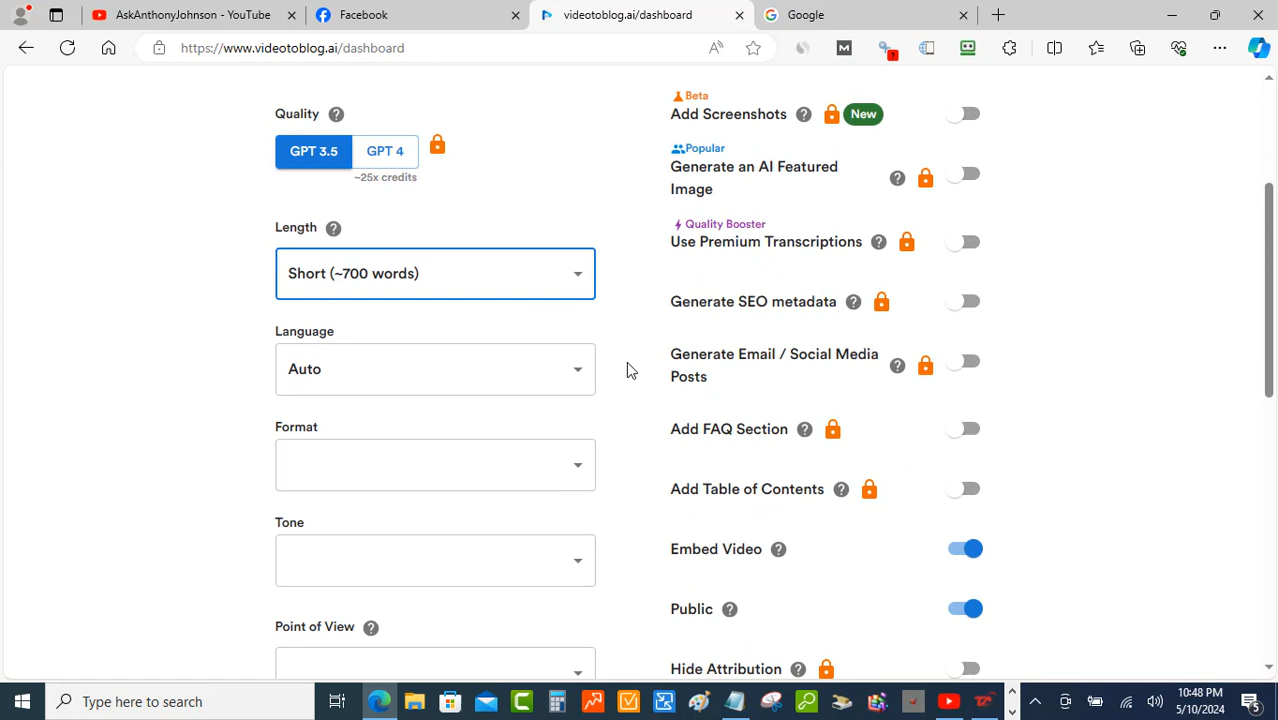 AskAnthonyJohnson - YouTube
Facebook
videotoblog.ai/dashboard
Google
https://www.videotoblog.ai/dashboard
Quality
GPT 3.5
GPT 4
~25x credits
Length
Short (~700 words)
Language
Auto
Format
Tone
Point of View
Beta
Add Screenshots
New
Popular
Generate an AI Featured
Image
Quality Booster
Use Premium Transcriptions
Generate SEO metadata
Generate Email / Social Media
Posts
Add FAQ Section
Add Table of Contents
Embed Video
Public
Hide Attribution
Type here to search
10:48 PM
5/10/2024
5